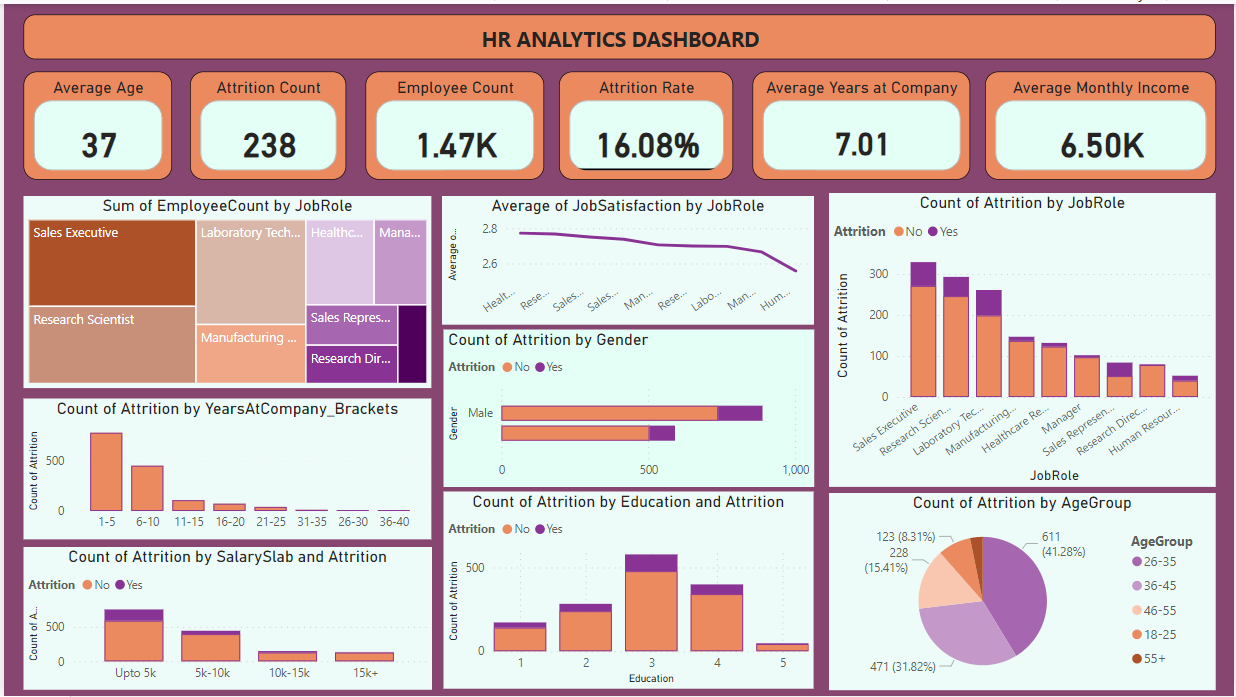 HR ANALYTICS DASHBOARD
Average Age
37
Attrition Count
238
Employee Count
1.47K
Attrition Rate
16.08%
Average Years at Company
7.01
Average Monthly Income
6.50K
Sum of EmployeeCount by JobRole
Sales Executive
Research Scientist
Laboratory Tech...
Manufacturing ...
Healthc...
Mana...
Sales Repres...
Research Dir...
Average of JobSatisfaction by JobRole
Average o...
2.8
2.6
Healt...
Rese...
Sales...
Sales...
Man...
Rese...
Labo...
Man...
Hum...
Count of Attrition by JobRole
Attrition No Yes
Count of Attrition
300
200
100
0
Sales Executive
Research Scien...
Laboratory Tec...
Manufacturing...
Healthcare Re...
Manager
Sales Represen...
Research Direc...
Human Resour...
JobRole
Count of Attrition by Gender
Attrition No Yes
Gender
Male
0 500 1,000
Count of Attrition by YearsAtCompany_Brackets
Count of Attrition
500
0
1-5 6-10 11-15 16-20 21-25 31-35 26-30 36-40
Count of Attrition by Education and Attrition
Attrition No Yes
Count of Attrition
500
0
1 2 3 4 5
Education
Count of Attrition by AgeGroup
123 (8.31%)
228
(15.41%)
471 (31.82%)
611
(41.28%)
AgeGroup
26-35
36-45
46-55
18-25
55+
Count of Attrition by SalarySlab and Attrition
Attrition No Yes
Count of A...
500
0
Upto 5k 5k-10k 10k-15k 15k+